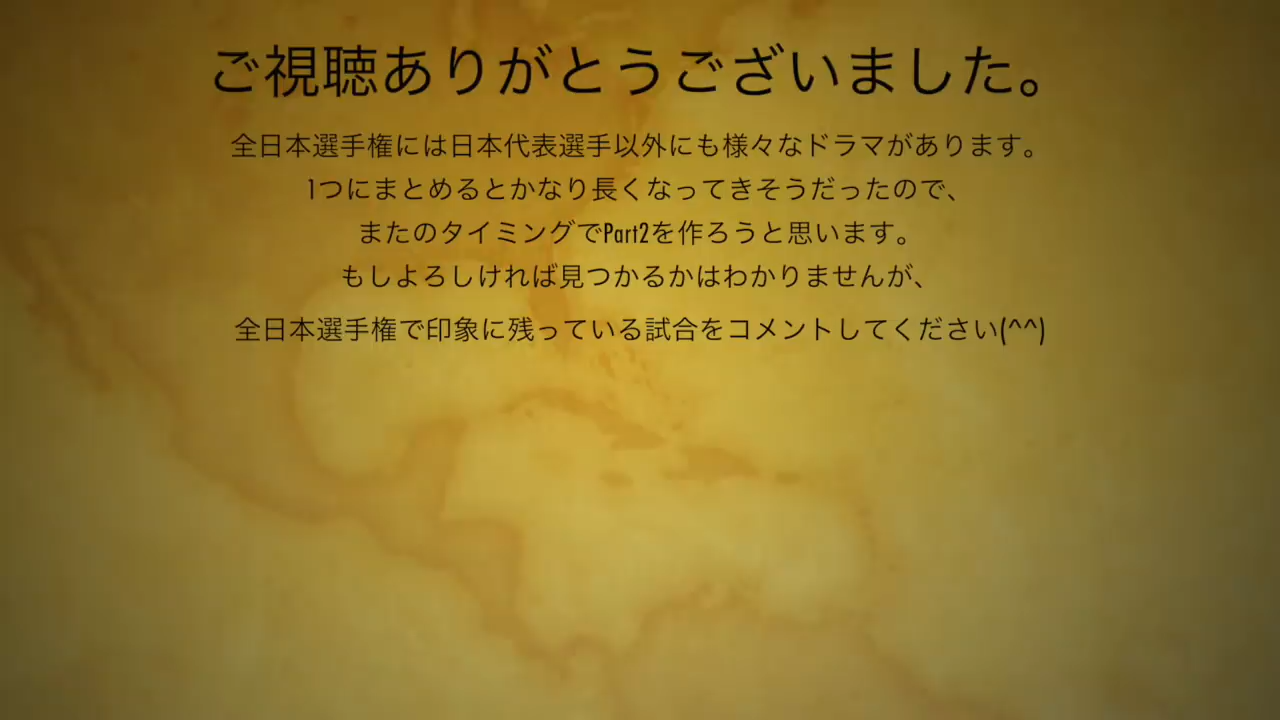 ご視聴ありがとうございました。
全日本選手権には日本代表選手以外にも様々なドラマがあります。
1つにまとめるとかなり長くなってきそうだったので、
またのタイミングでPart2を作ろうと思います。
もしよろしければ見つかるかはわかりませんが、
全日本選手権で印象に残っている試合をコメントしてください(^^)